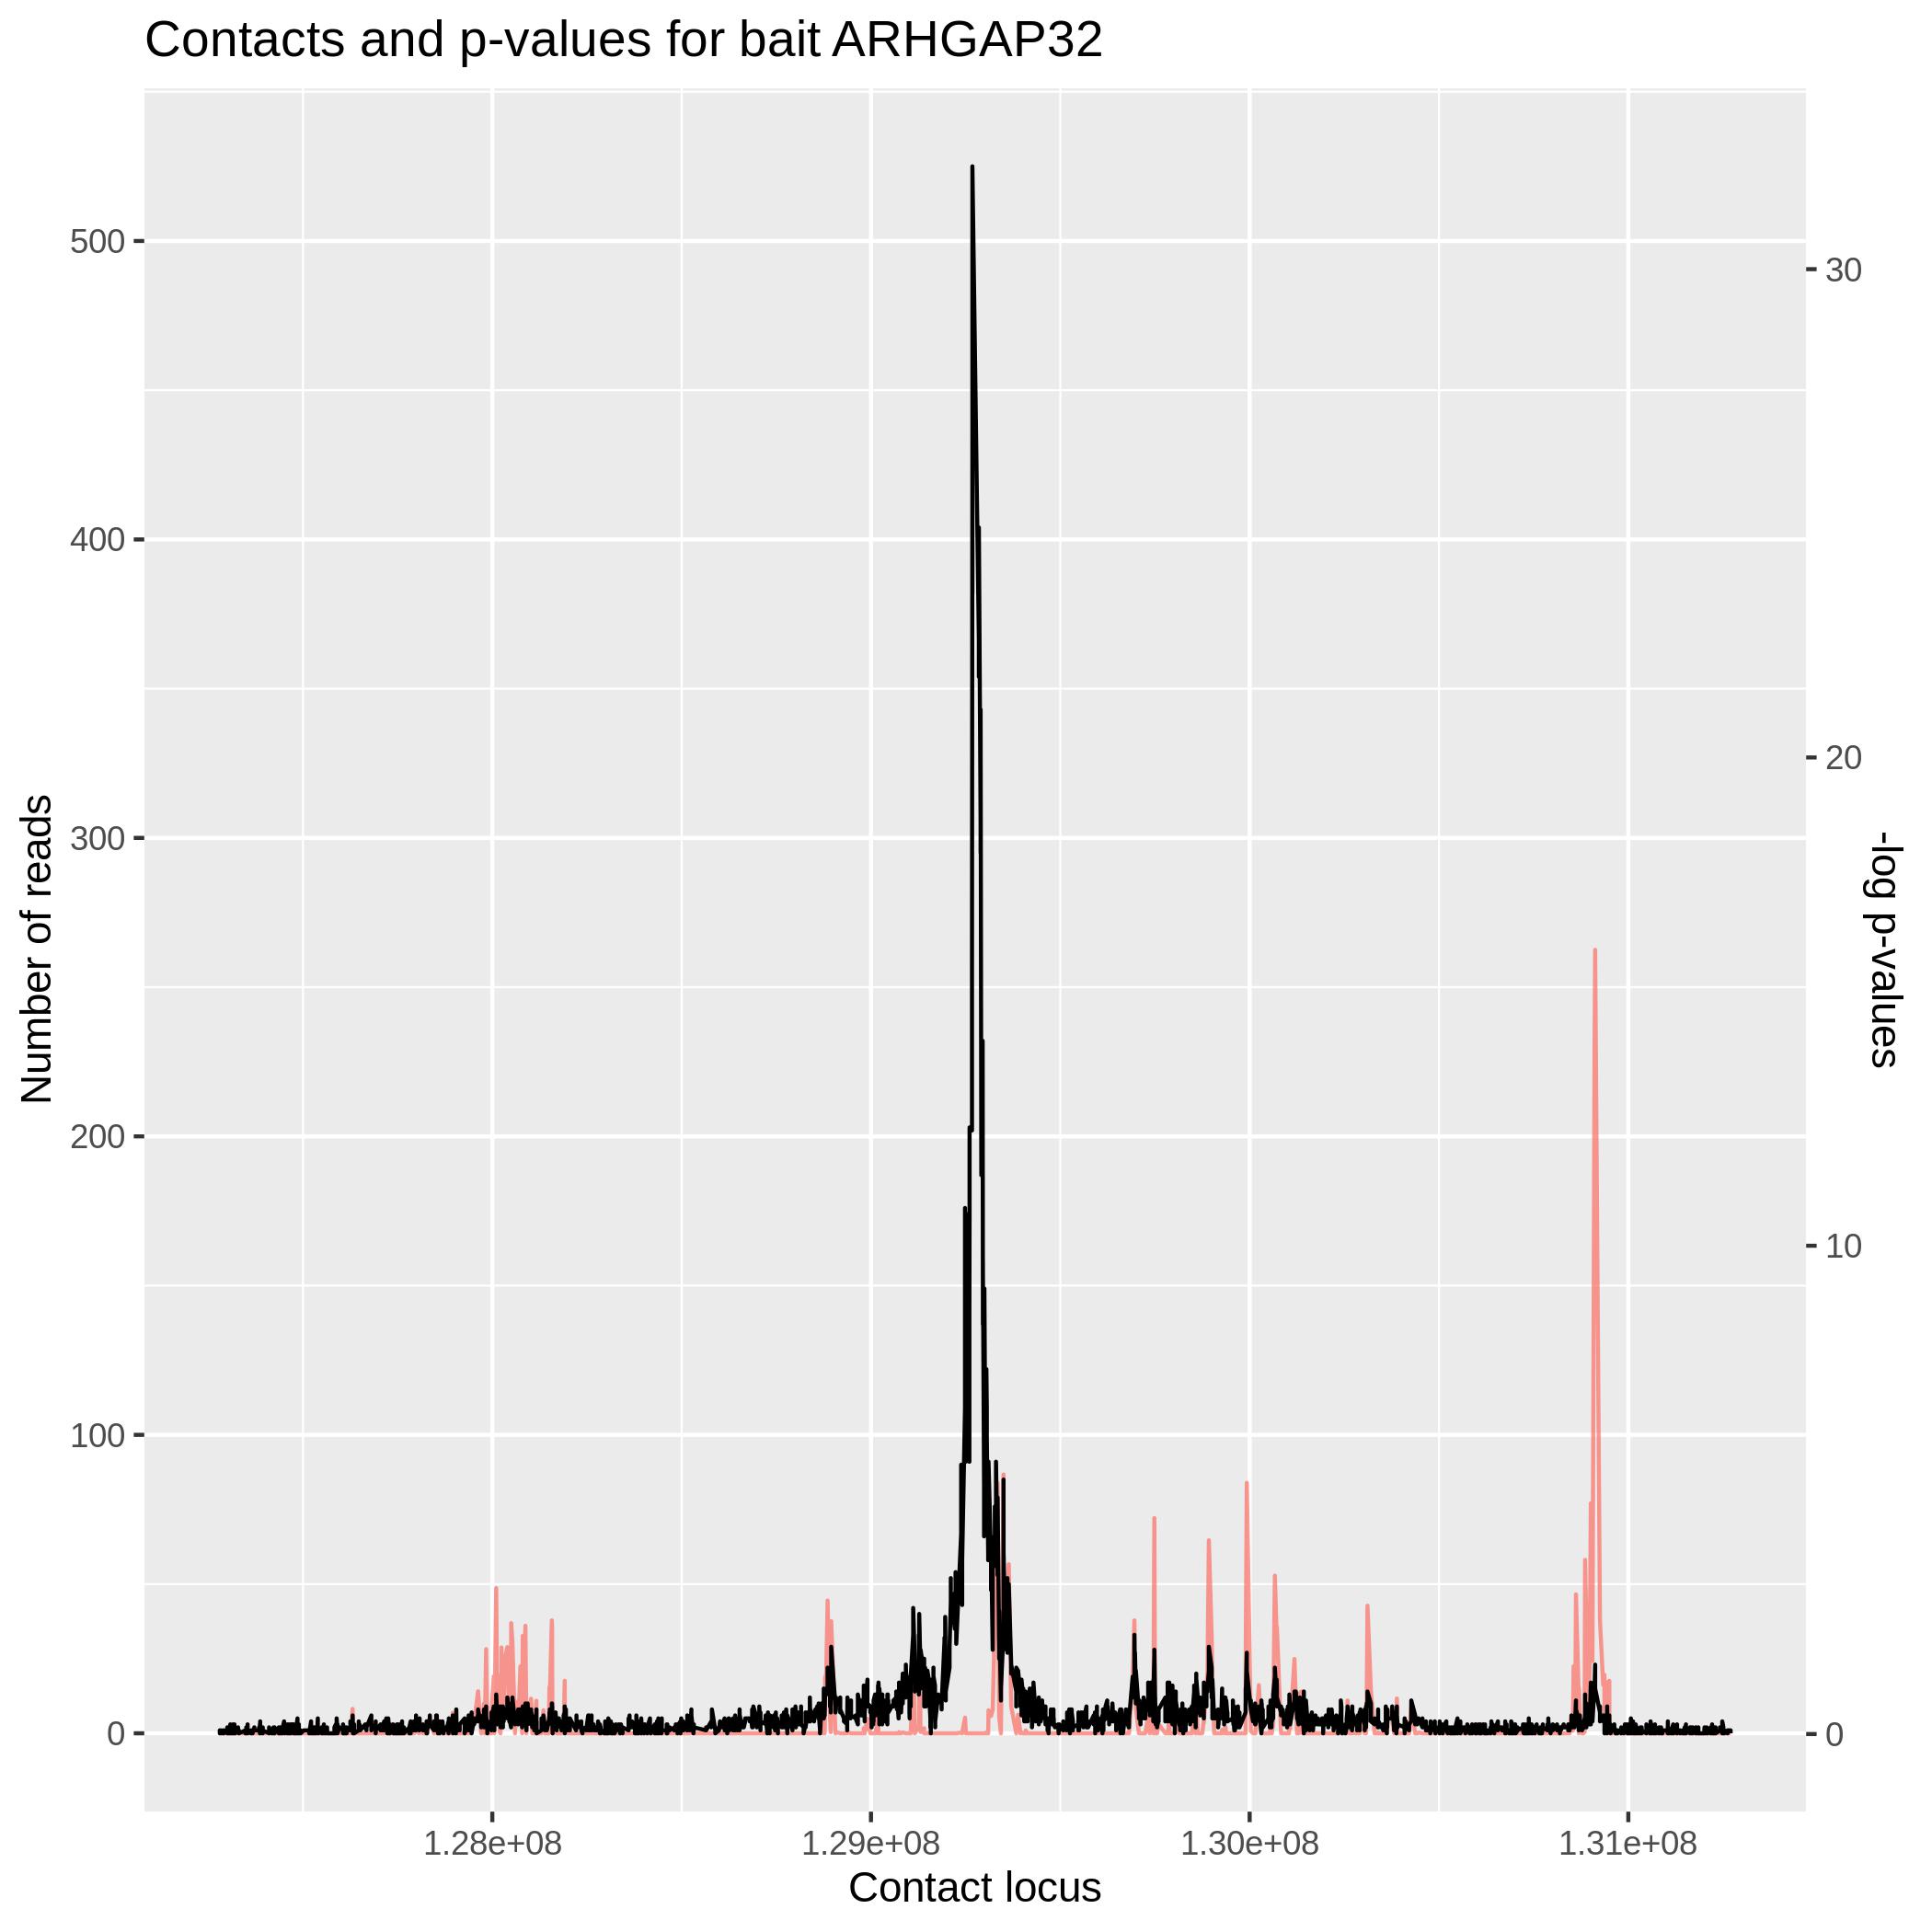 Contacts and p-values for bait ARHGAP32
Number of reads
500
400
300
200
100
0
30
20
10
0
-log p-values
1.28e+08
1.29e+08
1.30e+08
1.31e+08
Contact locus